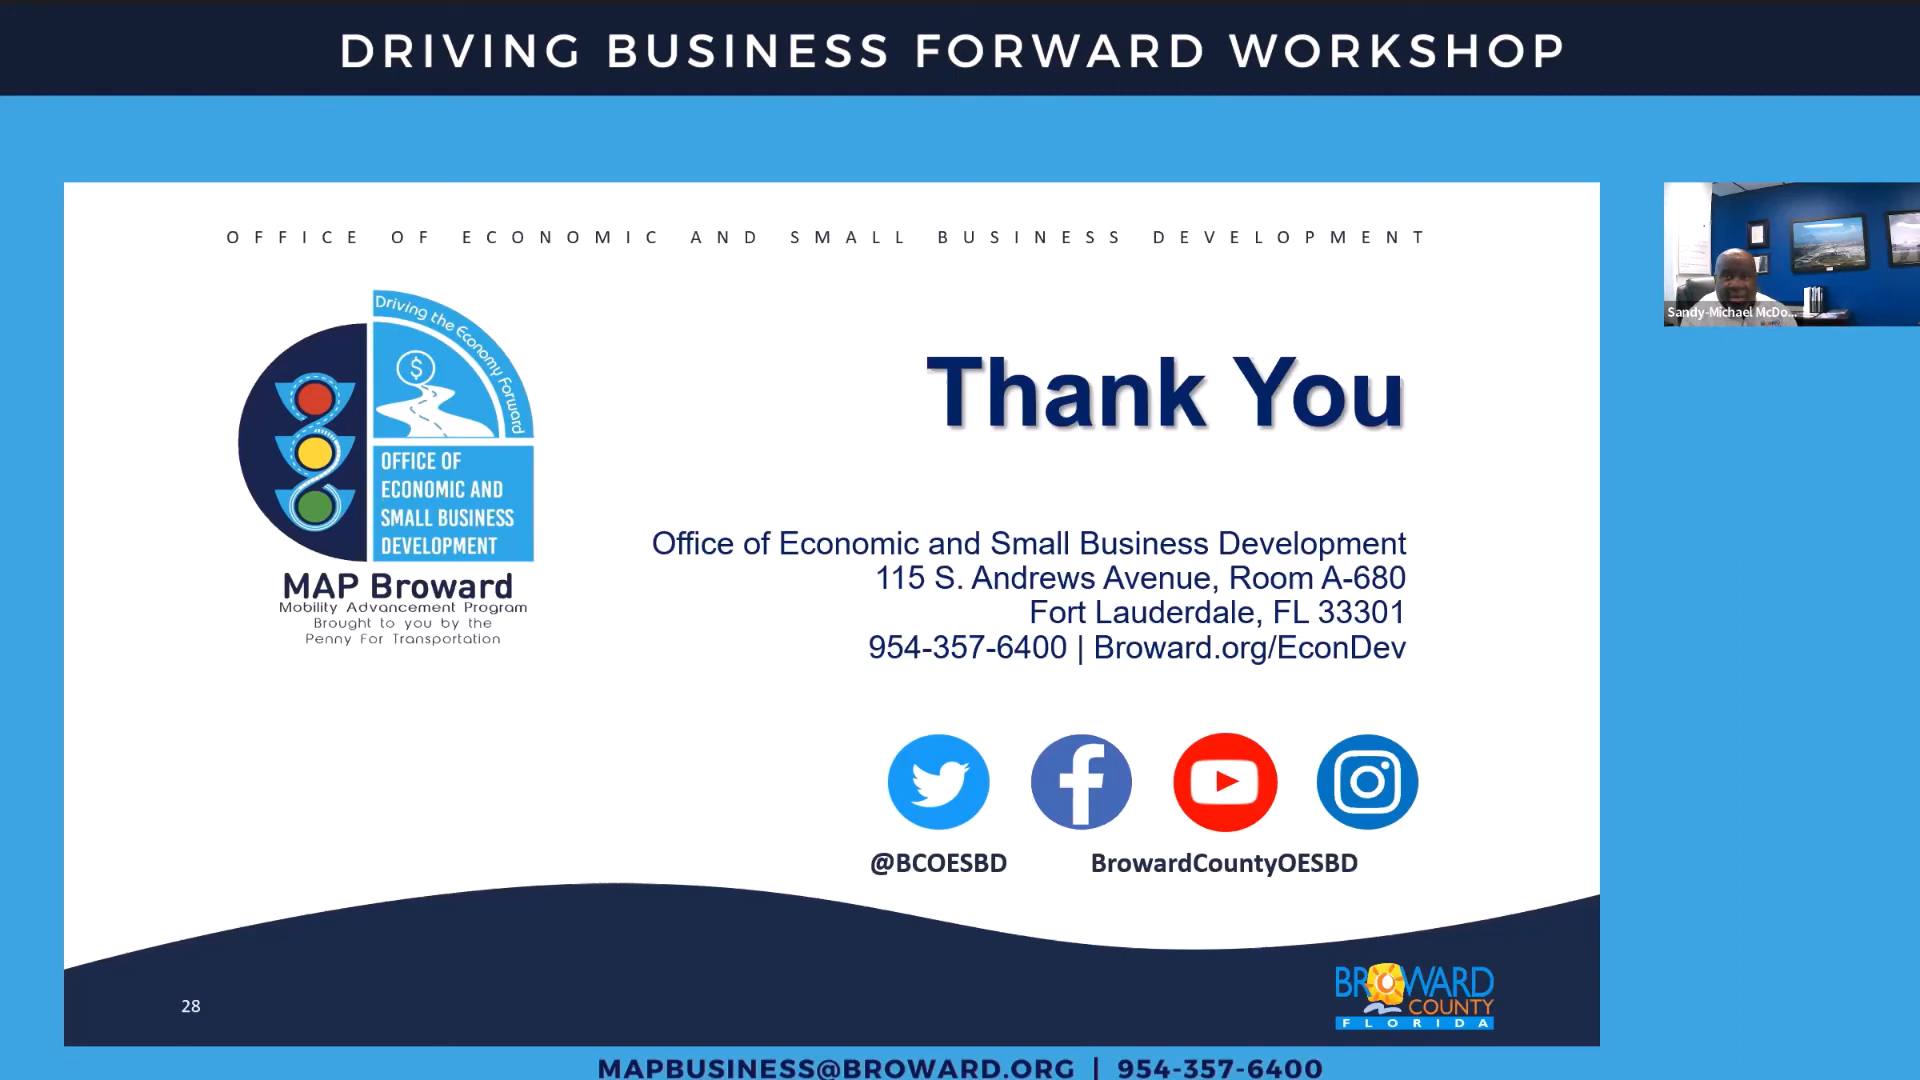 DRIVING BUSINESS FORWARD WORKSHOP
OFFICE OF ECONOMIC AND SMALL BUSINESS DEVELOPMENT
Driving the Economy Forward
$
OFFICE OF
ECONOMIC AND
SMALL BUSINESS
DEVELOPMENT
MAP Broward
Mobility Advancement Program
Brought to you by the
Penny For Transportation
Thank You
Office of Economic and Small Business Development
115 S. Andrews Avenue, Room A-680
Fort Lauderdale, FL 33301
954-357-6400 | Broward.org/EconDev
@BCOESBD
BrowardCountyOESBD
Sandy-Michael McDo...
28
BROWARD
COUNTY
FLORIDA
MAPBUSINESS@BROWARD.ORG | 954-357-6400